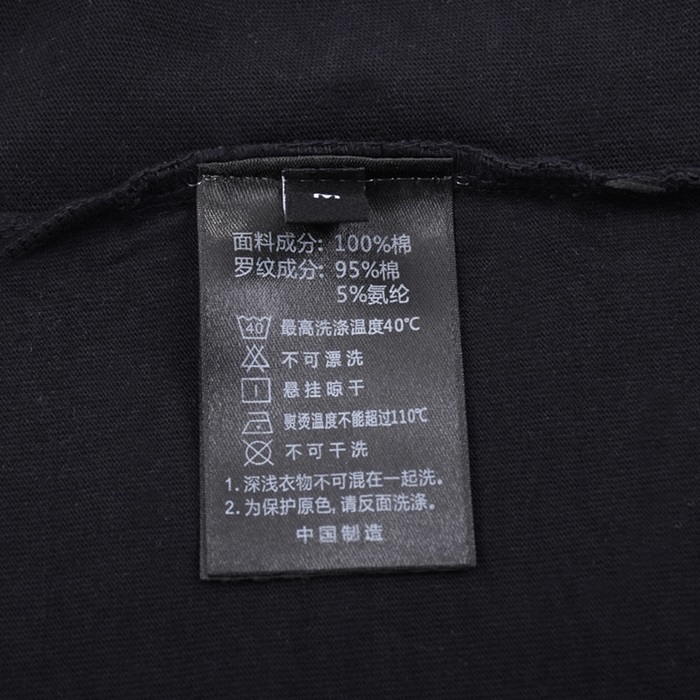 M
面料成分: 100%棉
罗纹成分: 95%棉
5%氨纶
40 最高洗涤温度40℃
不可漂洗
悬挂晾干
熨烫温度不能超过110℃
不可干洗
1. 深浅衣物不可混在一起洗。
2. 为保护原色, 请反面洗涤。
中国制造